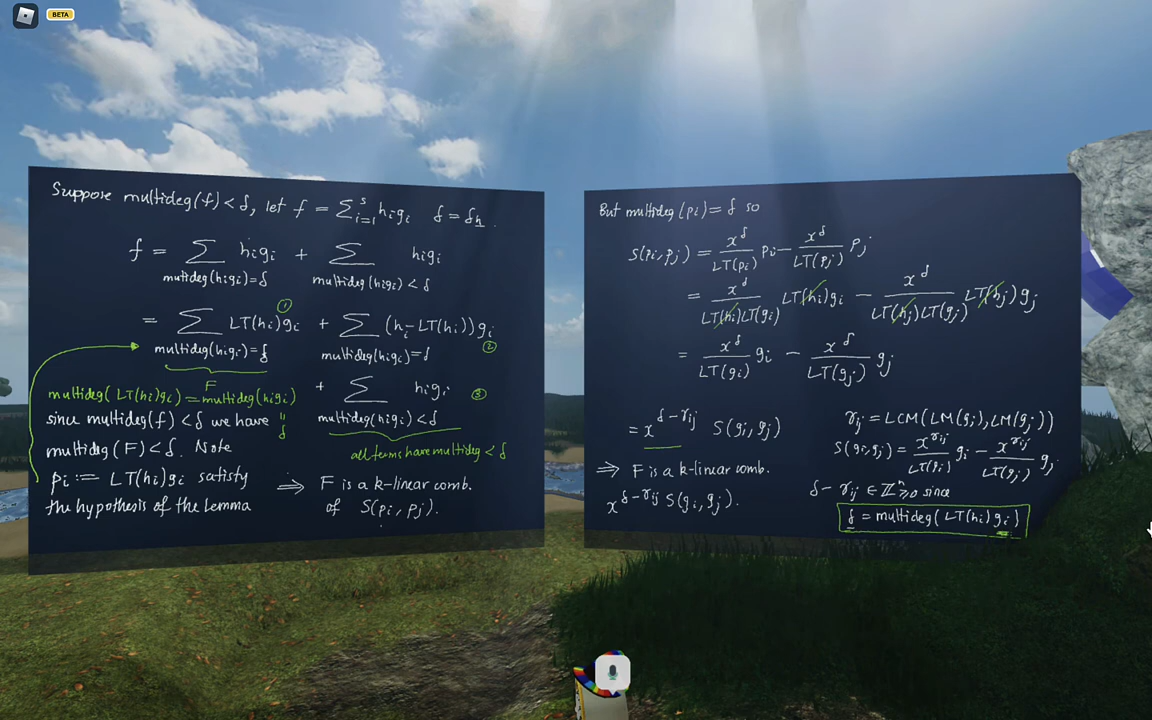 BETA
Suppose multideg(f) < δ, let f = ∑_{i=1}^{s} h_i g_i   δ = δ_h.
f = ∑_{multideg(h_i g_i)=δ} h_i g_i + ∑_{multideg(h_i g_i)<δ} h_i g_i
= ∑_{multideg(h_i g_i)=δ} LT(h_i) g_i ① + ∑_{multideg(h_i g_i)=δ} (h_i - LT(h_i)) g_i ②
+ ∑_{multideg(h_i g_i)<δ} h_i g_i ③
F
all terms have multideg < δ
multideg(LT(h_i)g_i) = multideg(h_i g_i)
" δ
since multideg(f) < δ we have
multideg(F) < δ. Note
p_i := LT(h_i)g_i satisfy
the hypothesis of the Lemma
⟹ F is a k-linear comb.
of S(p_i, p_j).
But multideg(p_i) = δ so
S(p_i, p_j) = x^δ/LT(p_i) p_i − x^δ/LT(p_j) p_j
= x^δ/(LT(h_i)LT(g_i)) LT(h_i)g_i − x^δ/(LT(h_j)LT(g_j)) LT(h_j)g_j
= x^δ/LT(g_i) g_i − x^δ/LT(g_j) g_j
= x^{δ−γ_ij} S(g_i, g_j)
⟹ F is a k-linear comb.
x^{δ−γ_ij} S(g_i, g_j).
γ_ij = LCM(LM(g_i), LM(g_j))
S(g_i, g_j) = x^{γ_ij}/LT(g_i) g_i − x^{γ_ij}/LT(g_j) g_j
δ − γ_ij ∈ ℤ^n_{≥0} since
δ = multideg(LT(h_i) g_i)